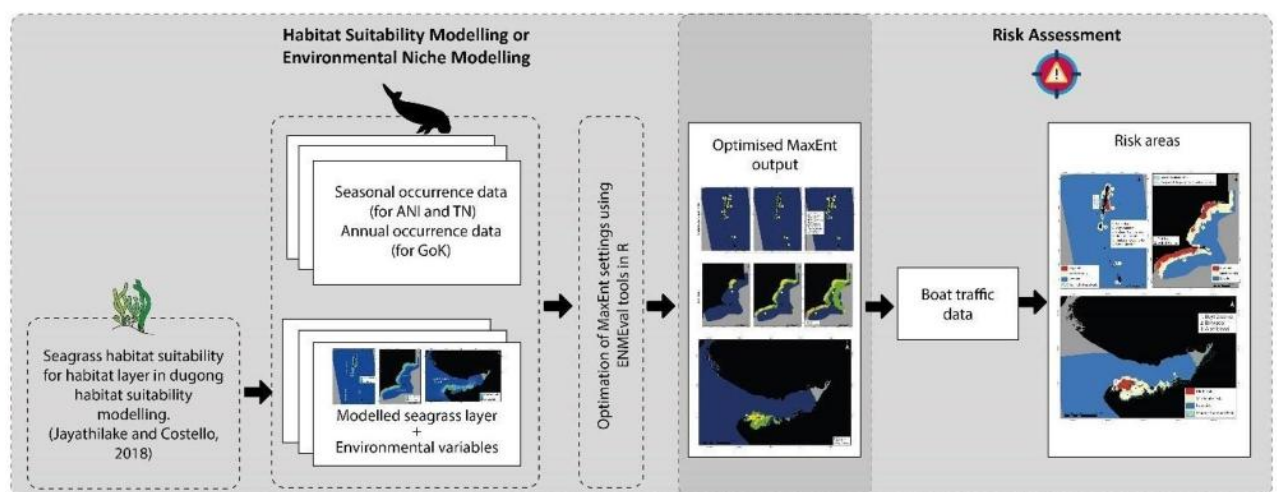 Habitat Suitability Modelling or
Environmental Niche Modelling
Risk Assessment
Seagrass habitat suitability
for habitat layer in dugong
habitat suitability
modelling.
(Jayathilake and Costello,
2018)
Seasonal occurrence data
(for ANI and TN)
Annual occurrence data
(for GoK)
Modelled seagrass layer
+
Environmental variables
Optimation of MaxEnt settings using
ENMEval tools in R
Optimised MaxEnt
output
Boat traffic
data
Risk areas